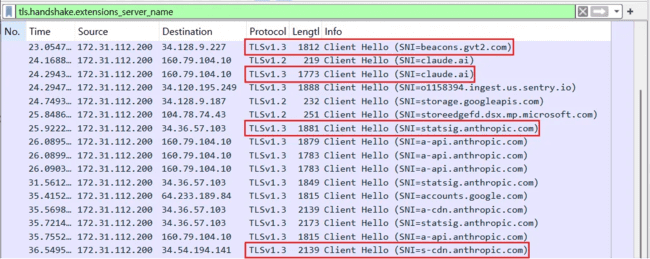 tls.handshake.extensions_server_name
No. Time Source Destination Protocol Lengtl Info
23.0547… 172.31.112.200 34.128.9.227 TLSv1.3 1812 Client Hello (SNI=beacons.gvt2.com)
24.1688… 172.31.112.200 160.79.104.10 TLSv1.2 219 Client Hello (SNI=claude.ai)
24.2943… 172.31.112.200 160.79.104.10 TLSv1.3 1773 Client Hello (SNI=claude.ai)
24.2947… 172.31.112.200 34.120.195.249 TLSv1.3 1888 Client Hello (SNI=o1158394.ingest.us.sentry.io)
24.7493… 172.31.112.200 34.128.9.187 TLSv1.2 232 Client Hello (SNI=storage.googleapis.com)
25.8486… 172.31.112.200 104.78.74.43 TLSv1.2 251 Client Hello (SNI=storeedgefd.dsx.mp.microsoft.com)
25.9222… 172.31.112.200 34.36.57.103 TLSv1.3 1881 Client Hello (SNI=statsig.anthropic.com)
26.0895… 172.31.112.200 160.79.104.10 TLSv1.3 1879 Client Hello (SNI=a-api.anthropic.com)
26.0899… 172.31.112.200 160.79.104.10 TLSv1.3 1783 Client Hello (SNI=a-api.anthropic.com)
26.0903… 172.31.112.200 160.79.104.10 TLSv1.3 1783 Client Hello (SNI=a-api.anthropic.com)
31.5612… 172.31.112.200 34.36.57.103 TLSv1.3 1849 Client Hello (SNI=statsig.anthropic.com)
35.4152… 172.31.112.200 64.233.189.84 TLSv1.3 1815 Client Hello (SNI=accounts.google.com)
35.5698… 172.31.112.200 34.36.57.103 TLSv1.3 2139 Client Hello (SNI=a-cdn.anthropic.com)
35.7214… 172.31.112.200 34.36.57.103 TLSv1.3 2173 Client Hello (SNI=statsig.anthropic.com)
35.7552… 172.31.112.200 160.79.104.10 TLSv1.3 1815 Client Hello (SNI=a-api.anthropic.com)
36.5495… 172.31.112.200 34.54.194.141 TLSv1.3 2139 Client Hello (SNI=s-cdn.anthropic.com)